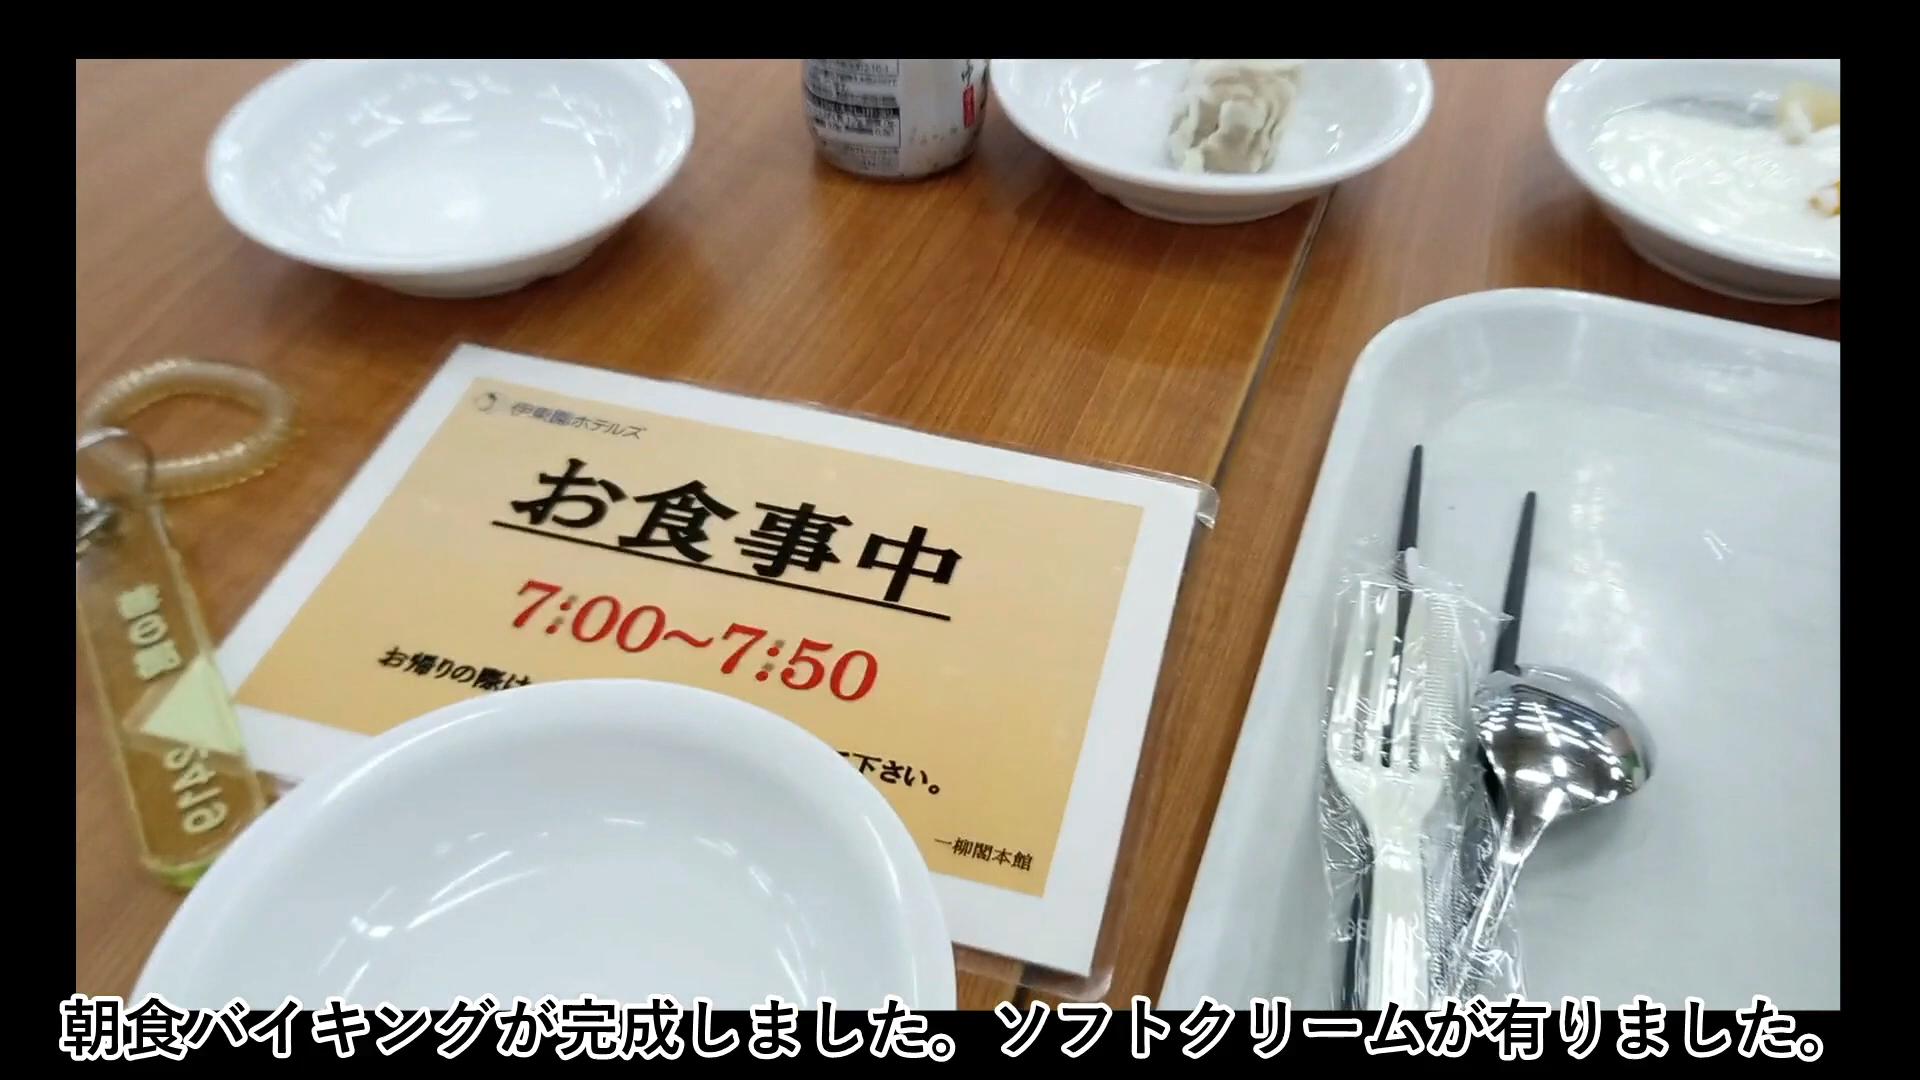 伊東園ホテルズ
お食事中
7:00～7:50
お帰りの際は
下さい。
一柳閣本館
朝食バイキングが完成しました。ソフトクリームが有りました。